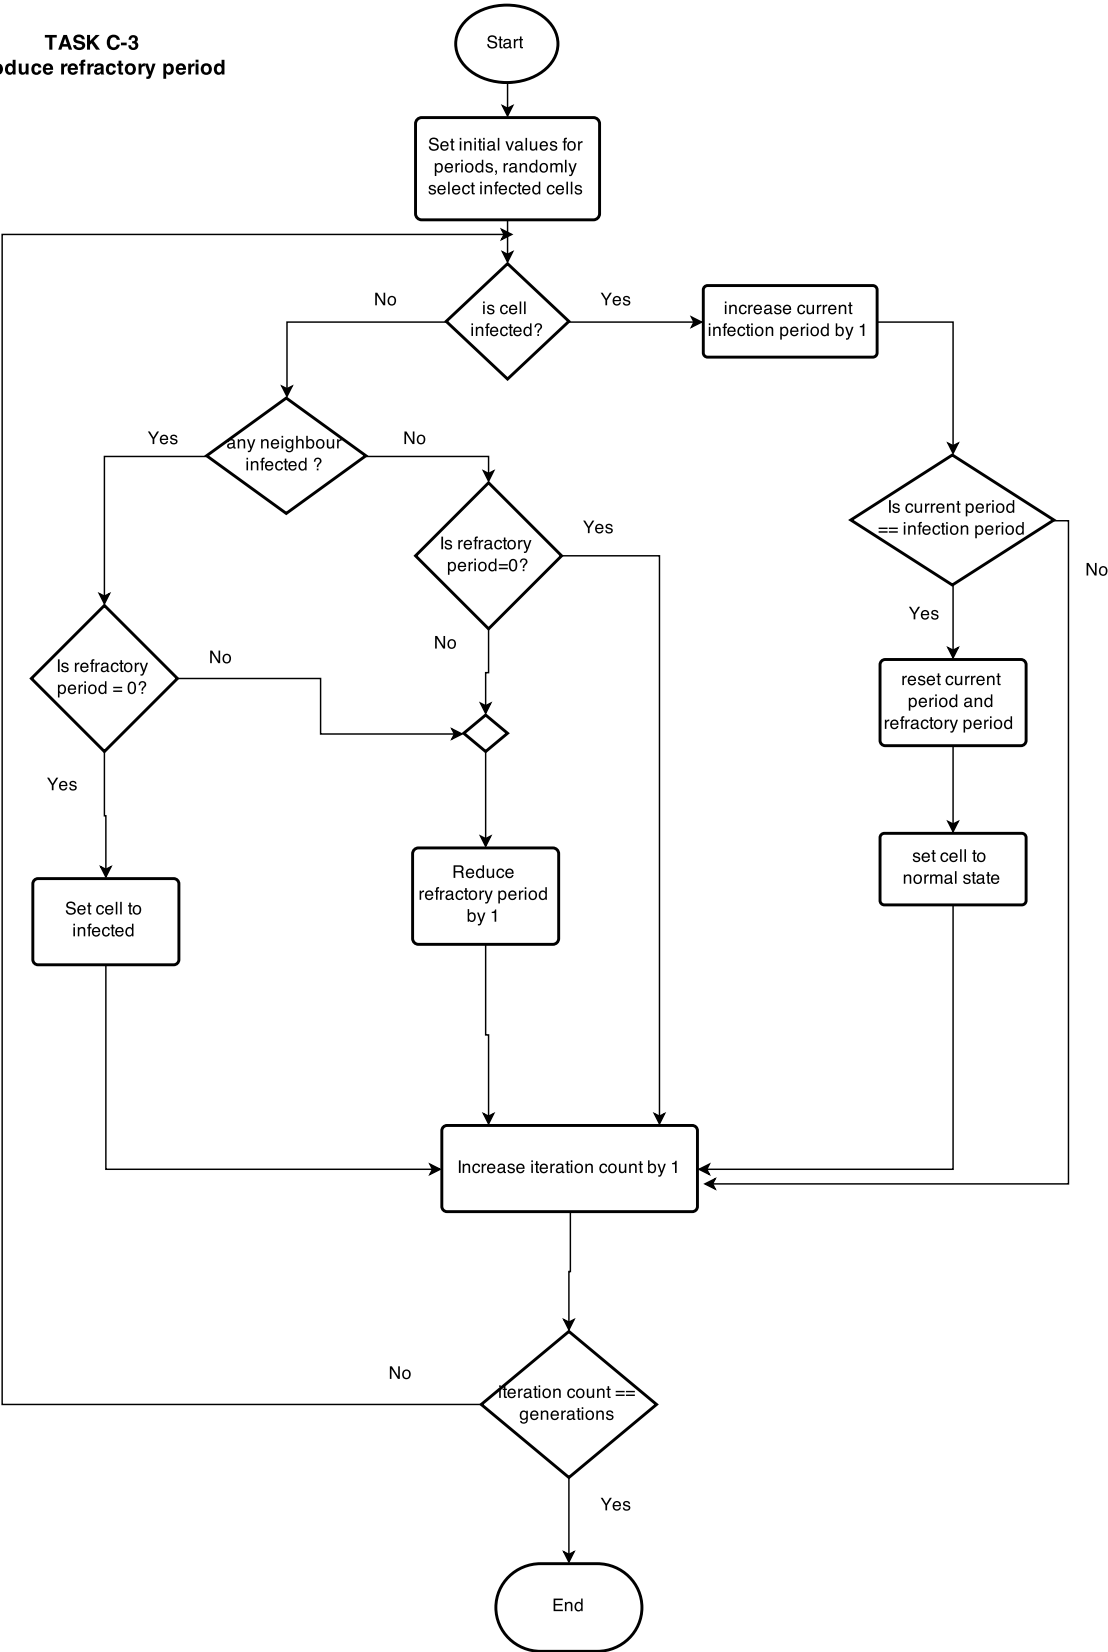 TASK C-3
oduce refractory period
Start
Set initial values for
periods, randomly
select infected cells
No
is cell
infected?
Yes
increase current
infection period by 1
Yes
any neighbour
infected ?
No
Is refractory
period=0?
Yes
Is current period
== infection period
No
No
Yes
Is refractory
period = 0?
No
reset current
period and
refractory period
Yes
Set cell to
infected
Reduce
refractory period
by 1
set cell to
normal state
Increase iteration count by 1
No
Iteration count ==
generations
Yes
End